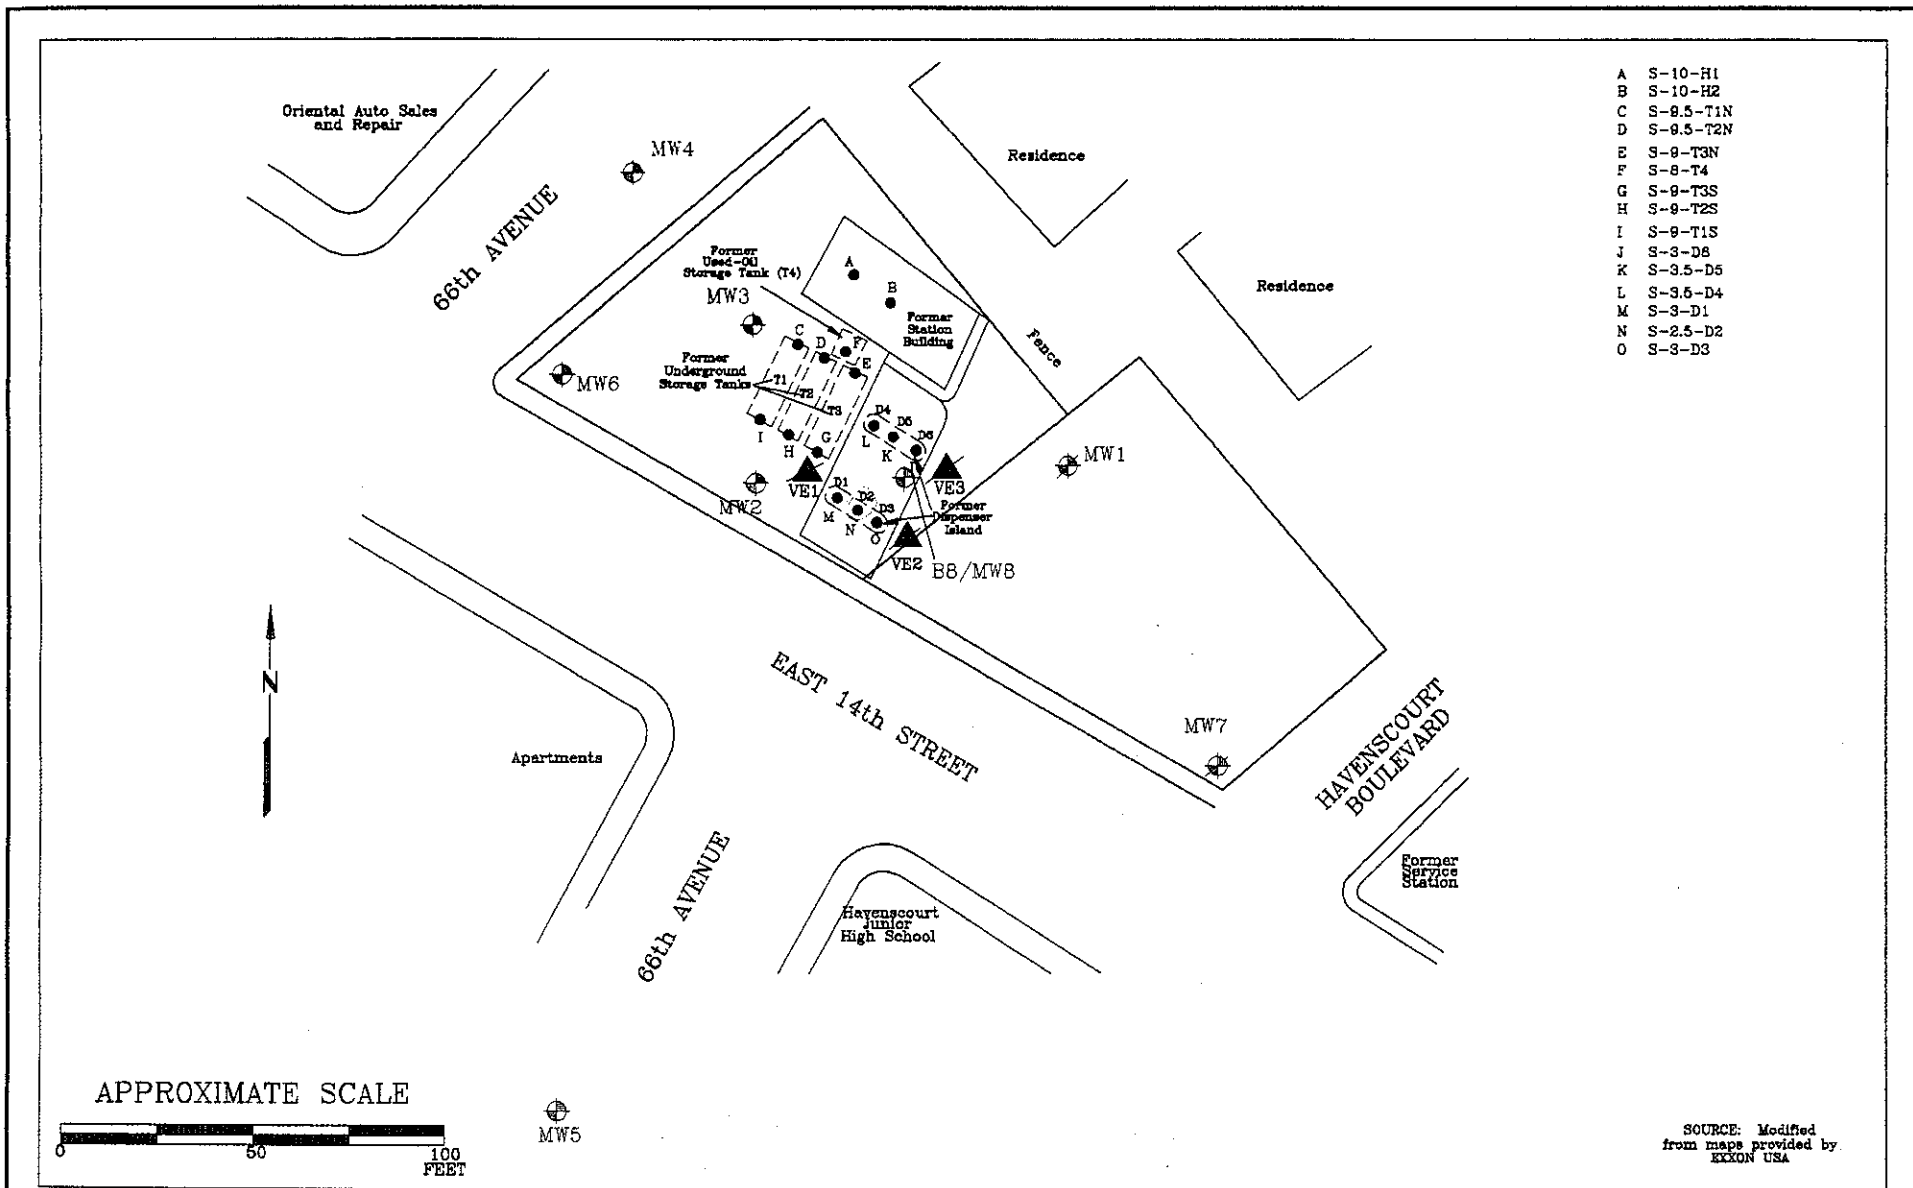 Oriental Auto Sales
and Repair
MW4
66th AVENUE
Residence
Residence
A S-10-H1
B S-10-H2
C S-9.5-T1N
D S-9.5-T2N
E S-9-T3N
F S-8-T4
G S-9-T3S
H S-9-T2S
I S-9-T1S
J S-3-D6
K S-3.5-D5
L S-3.5-D4
M S-3-D1
N S-2.5-D2
O S-3-D3
Former
Used-Oil
Storage Tank (T4)
MW3
A
B
Former
Station
Building
Fence
C
D
F
E
Former
Underground
Storage Tanks
T1
T2
T3
MW6
I
H
G
D4
D5
D6
L
K
MW1
MW2
VE1
VE3
D1
D2
D3
M
N
O
Former
Dispenser
Island
VE2
B8/MW8
N
EAST 14th STREET
MW7
HAVENSCOURT
BOULEVARD
Apartments
66th AVENUE
Havenscourt
Junior
High School
Former
Service
Station
APPROXIMATE SCALE
0 50 100
FEET
MW5
SOURCE: Modified
from maps provided by
EXXON USA